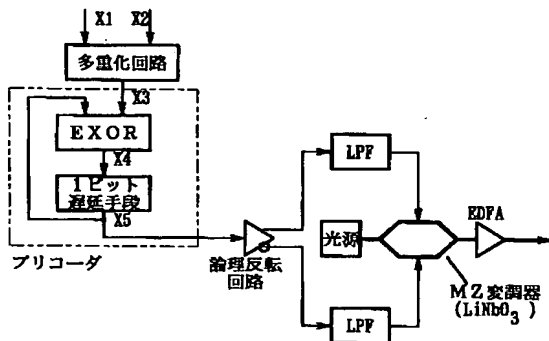 X1 X2
多重化回路
X3
EXOR
X4
1ビット
遅延手段
X5
プリコーダ
論理反転
回路
LPF
光源
EDFA
MZ変調器
(LiNbO3)
LPF